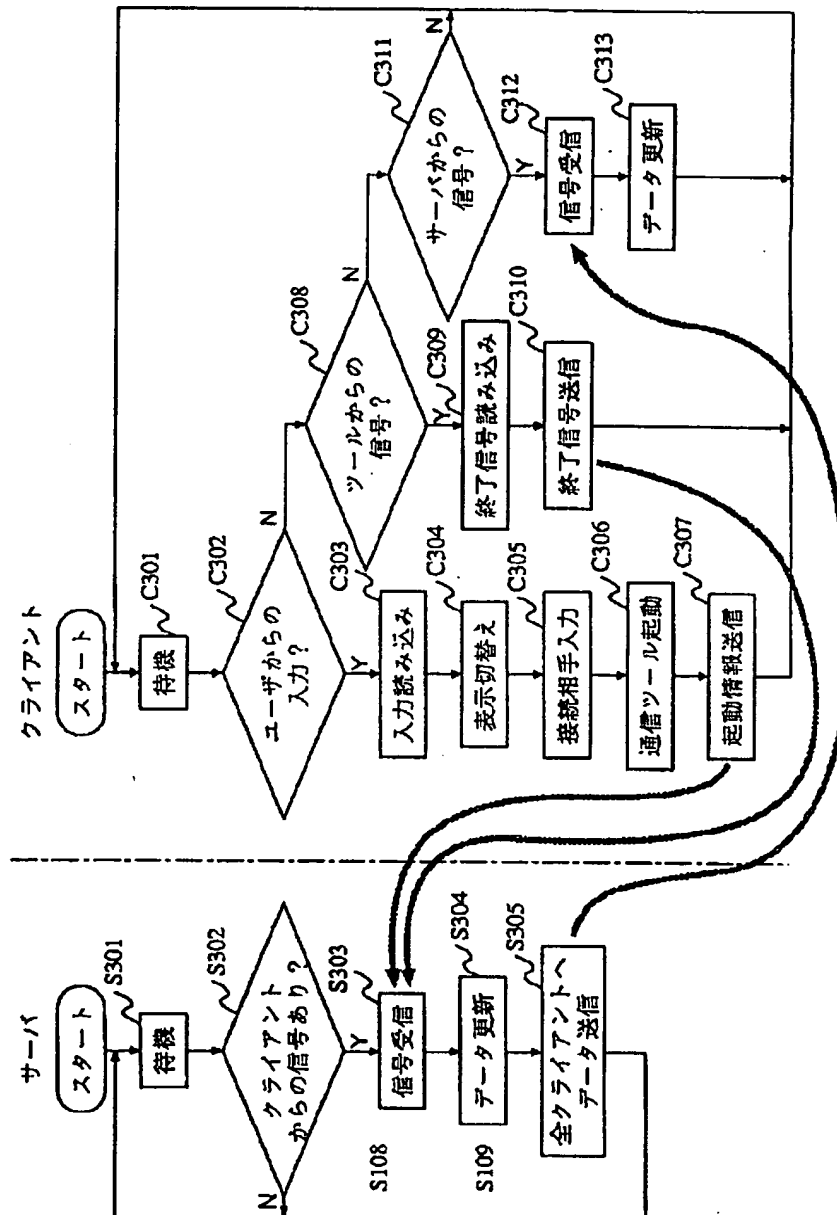 サーバ
スタート
S301
待機
S302
クライアント
からの信号あり？
N
Y
S303
S108
信号受信
S304
S109
データ更新
S305
全クライアントへ
データ送信
クライアント
スタート
C301
待機
C302
ユーザからの
入力？
N
Y
C303
入力読み込み
C304
表示切替え
C305
接続相手入力
C306
通信ツール起動
C307
起動情報送信
C308
ツールからの
信号？
N
Y
C309
終了信号読み込み
C310
終了信号送信
C311
サーバからの
信号？
N
Y
C312
信号受信
C313
データ更新